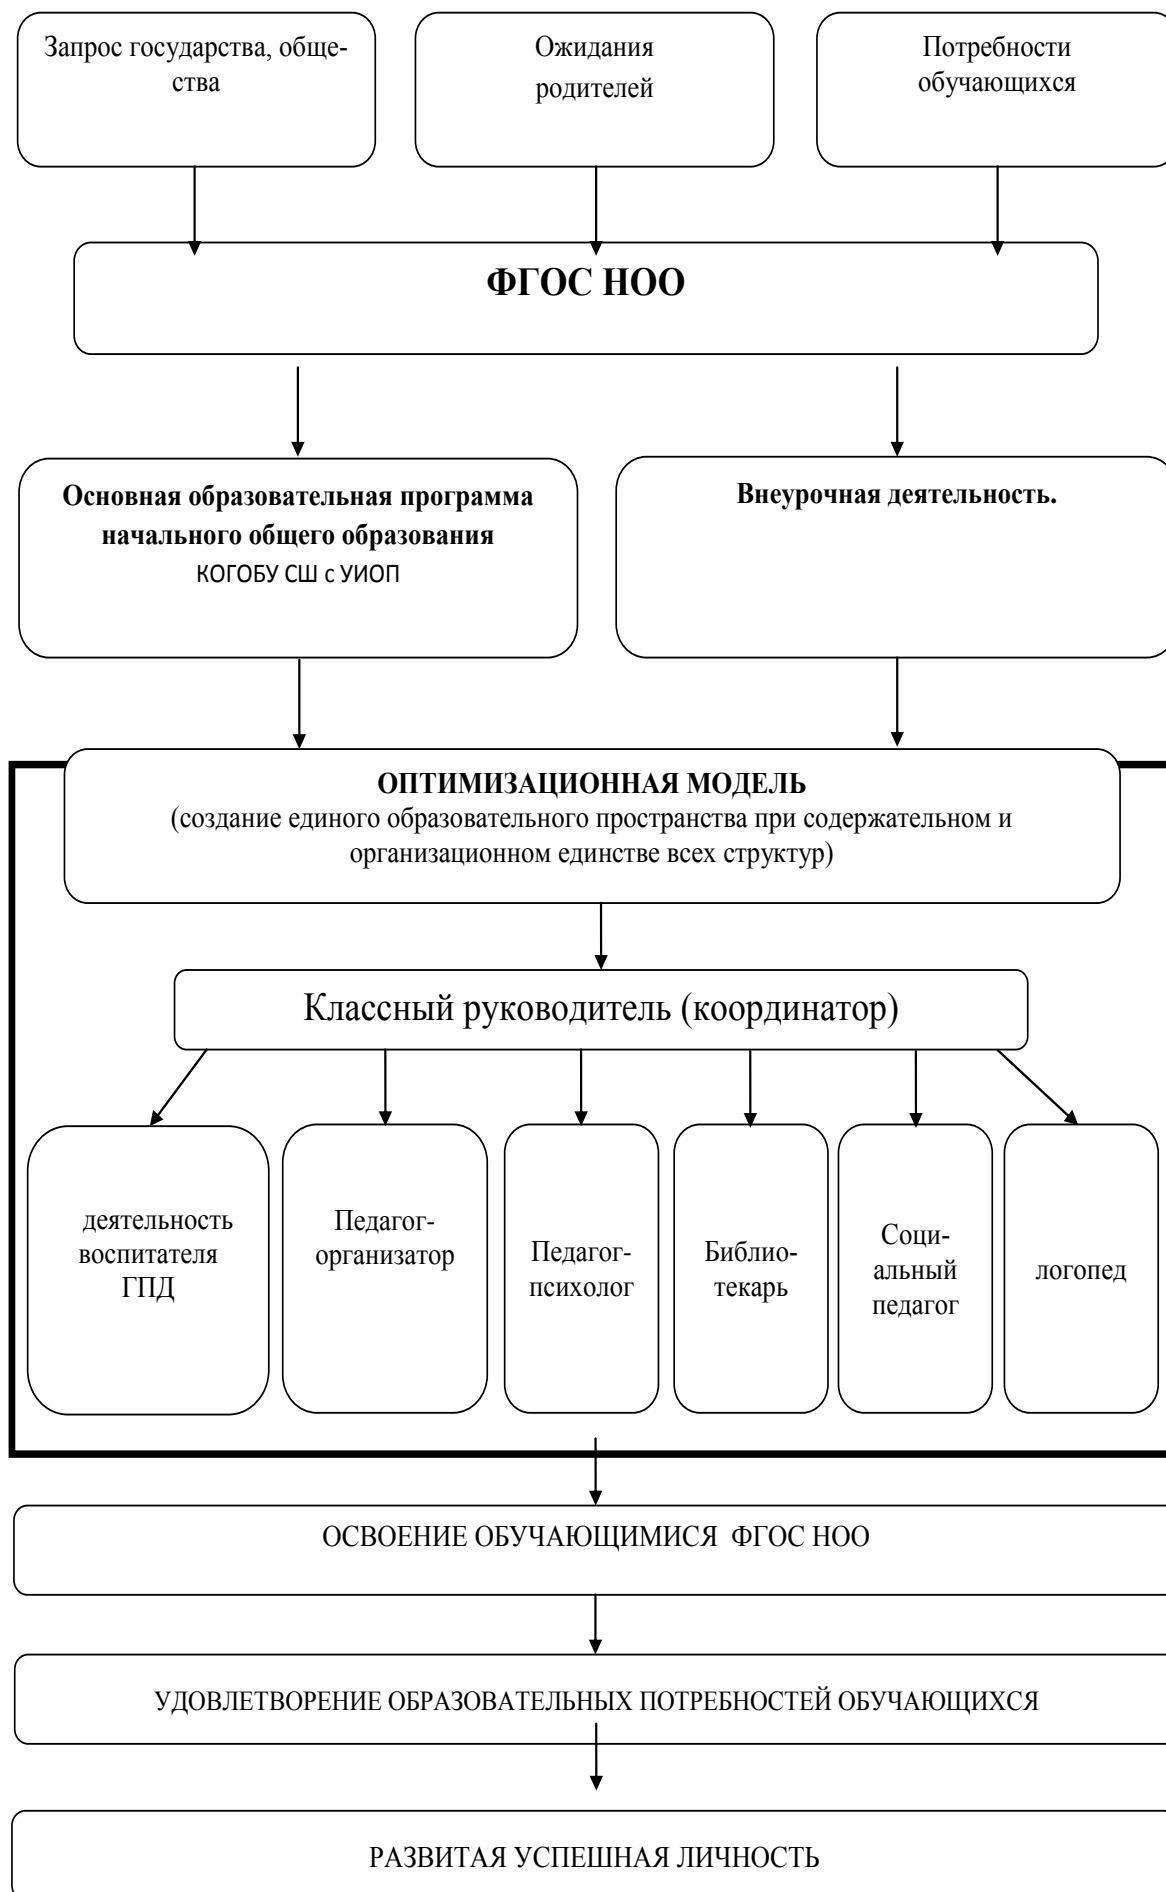 Запрос государства, обще-
ства
Ожидания
родителей
Потребности
обучающихся
ФГОС НОО
Основная образовательная программа
начального общего образования
КОГОБУ СШ с УИОП
Внеурочная деятельность.
ОПТИМИЗАЦИОННАЯ МОДЕЛЬ
(создание единого образовательного пространства при содержательном и
организационном единстве всех структур)
Классный руководитель (координатор)
деятельность
воспитателя
ГПД
Педагог-
организатор
Педагог-
психолог
Библио-
текарь
Соци-
альный
педагог
логопед
ОСВОЕНИЕ ОБУЧАЮЩИМИСЯ  ФГОС НОО
УДОВЛЕТВОРЕНИЕ ОБРАЗОВАТЕЛЬНЫХ ПОТРЕБНОСТЕЙ ОБУЧАЮЩИХСЯ
РАЗВИТАЯ УСПЕШНАЯ ЛИЧНОСТЬ